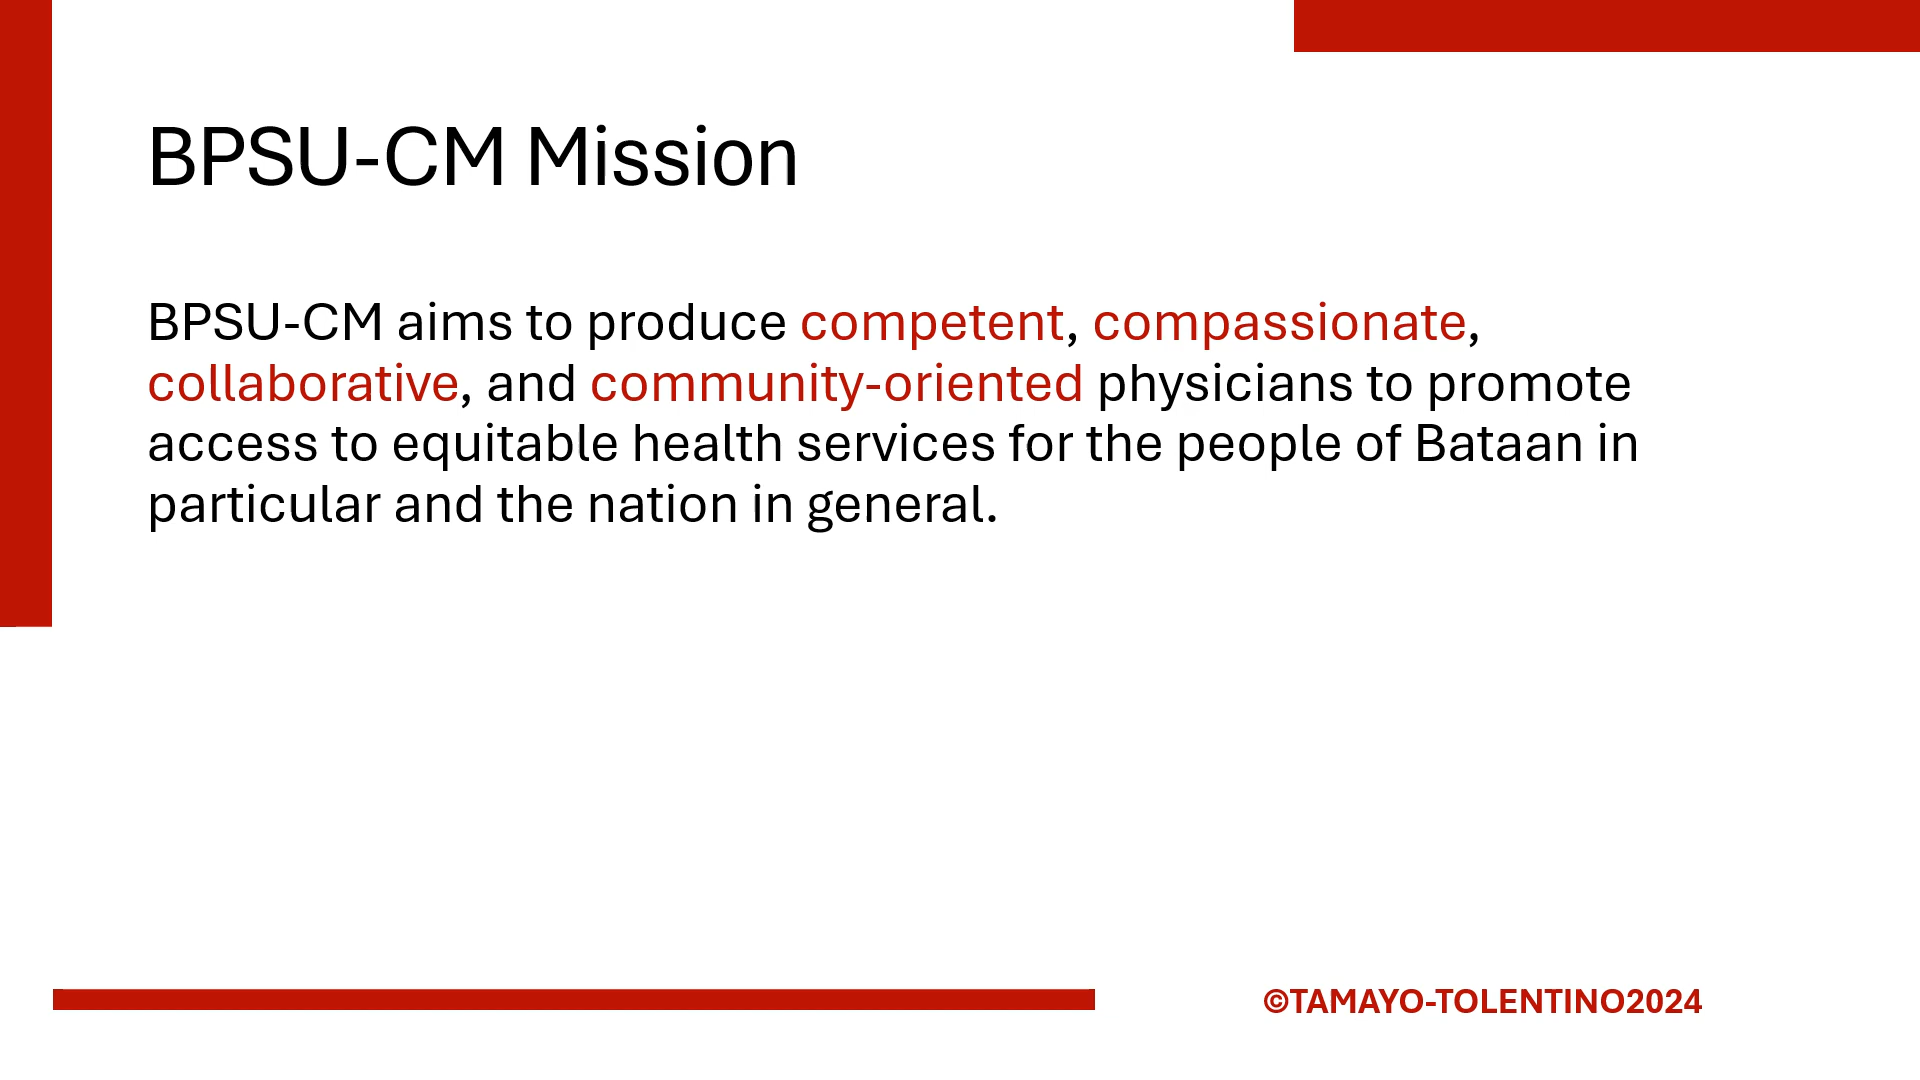 BPSU-CM Mission
BPSU-CM aims to produce competent, compassionate,
collaborative, and community-oriented physicians to promote
access to equitable health services for the people of Bataan in
particular and the nation in general.
©TAMAYO-TOLENTINO2024